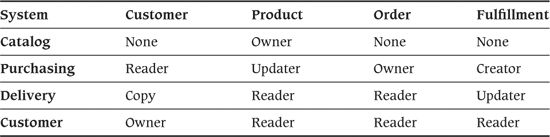 System Customer Product Order Fulfillment
Catalog None Owner None None
Purchasing Reader Updater Owner Creator
Delivery Copy Reader Reader Updater
Customer Owner Reader Reader Reader